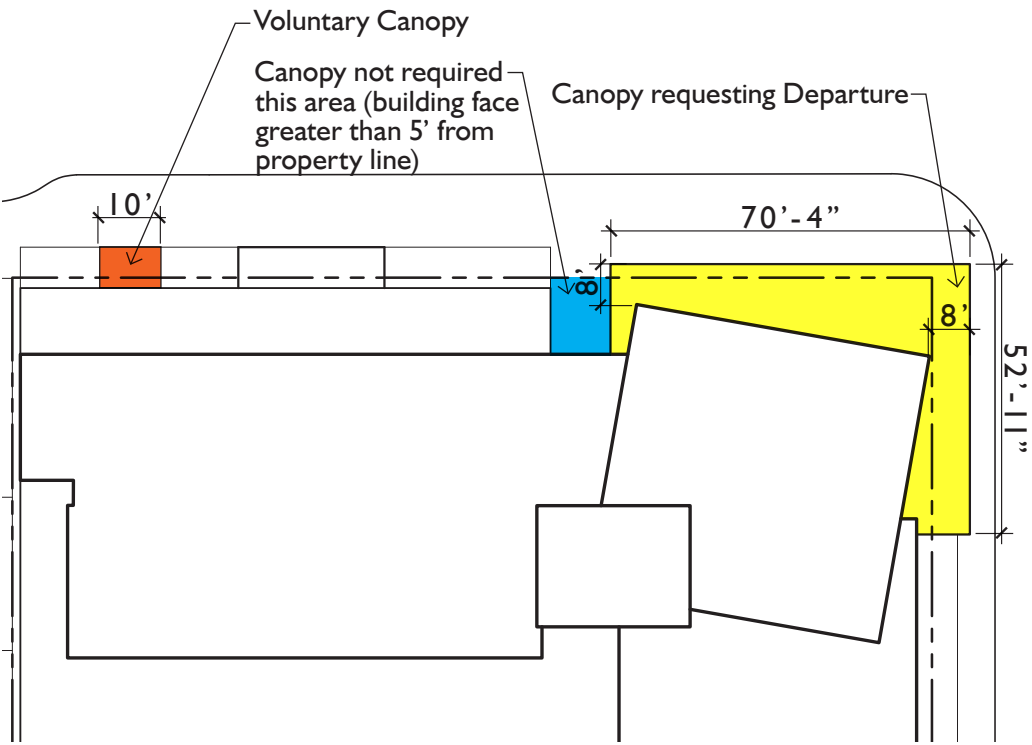 Voluntary Canopy
Canopy not required
this area (building face
greater than 5' from
property line)
Canopy requesting Departure
10'
70'-4”
8'
8'
52'-11”